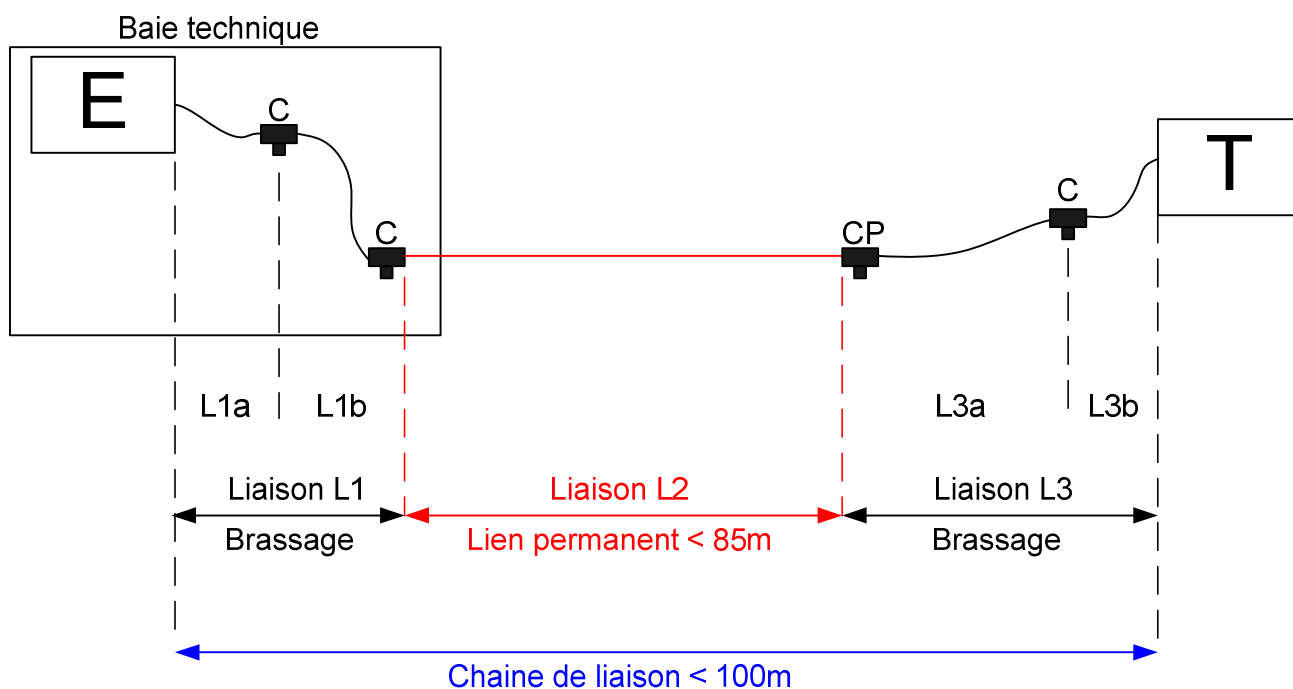 Baie technique
E
C
T
C
C
CP
L1a
L1b
L3a
L3b
Liaison L1
Liaison L2
Liaison L3
Brassage
Lien permanent < 85m
Brassage
Chaine de liaison < 100m